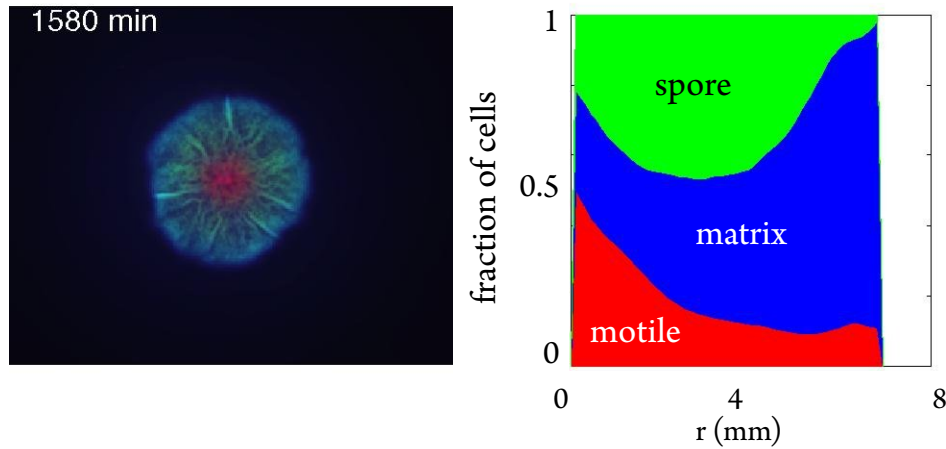 1580 min
fraction of cells
1
0.5
0
spore
matrix
motile
0
4
8
r (mm)